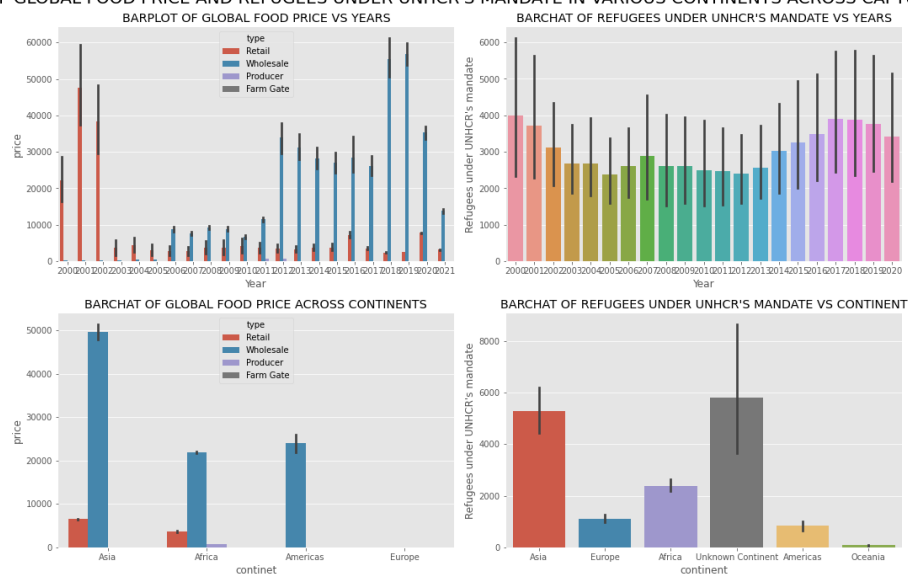 GLOBAL FOOD PRICE AND REFUGEES UNDER UNHCR'S MANDATE IN VARIOUS CONTINENTS ACROSS
BARPLOT OF GLOBAL FOOD PRICE VS YEARS
60000
50000
40000
30000
20000
10000
0
price
type
Retail
Wholesale
Producer
Farm Gate
2000 2001 2002 2003 2004 2005 2006 2007 2008 2009 2010 2011 2012 2013 2014 2015 2016 2017 2018 2019 2020 2021
Year
BARCHAT OF REFUGEES UNDER UNHCR'S MANDATE VS YEARS
6000
5000
4000
3000
2000
1000
0
Refugees under UNHCR's mandate
2000 2001 2002 2003 2004 2005 2006 2007 2008 2009 2010 2011 2012 2013 2014 2015 2016 2017 2018 2019 2020
Year
BARCHAT OF GLOBAL FOOD PRICE ACROSS CONTINENTS
50000
40000
30000
20000
10000
0
price
type
Retail
Wholesale
Producer
Farm Gate
Asia Africa Americas Europe
continet
BARCHAT OF REFUGEES UNDER UNHCR'S MANDATE VS CONTINENT
8000
6000
4000
2000
0
Refugees under UNHCR's mandate
Asia Europe Africa Unknown Continent Americas Oceania
continent